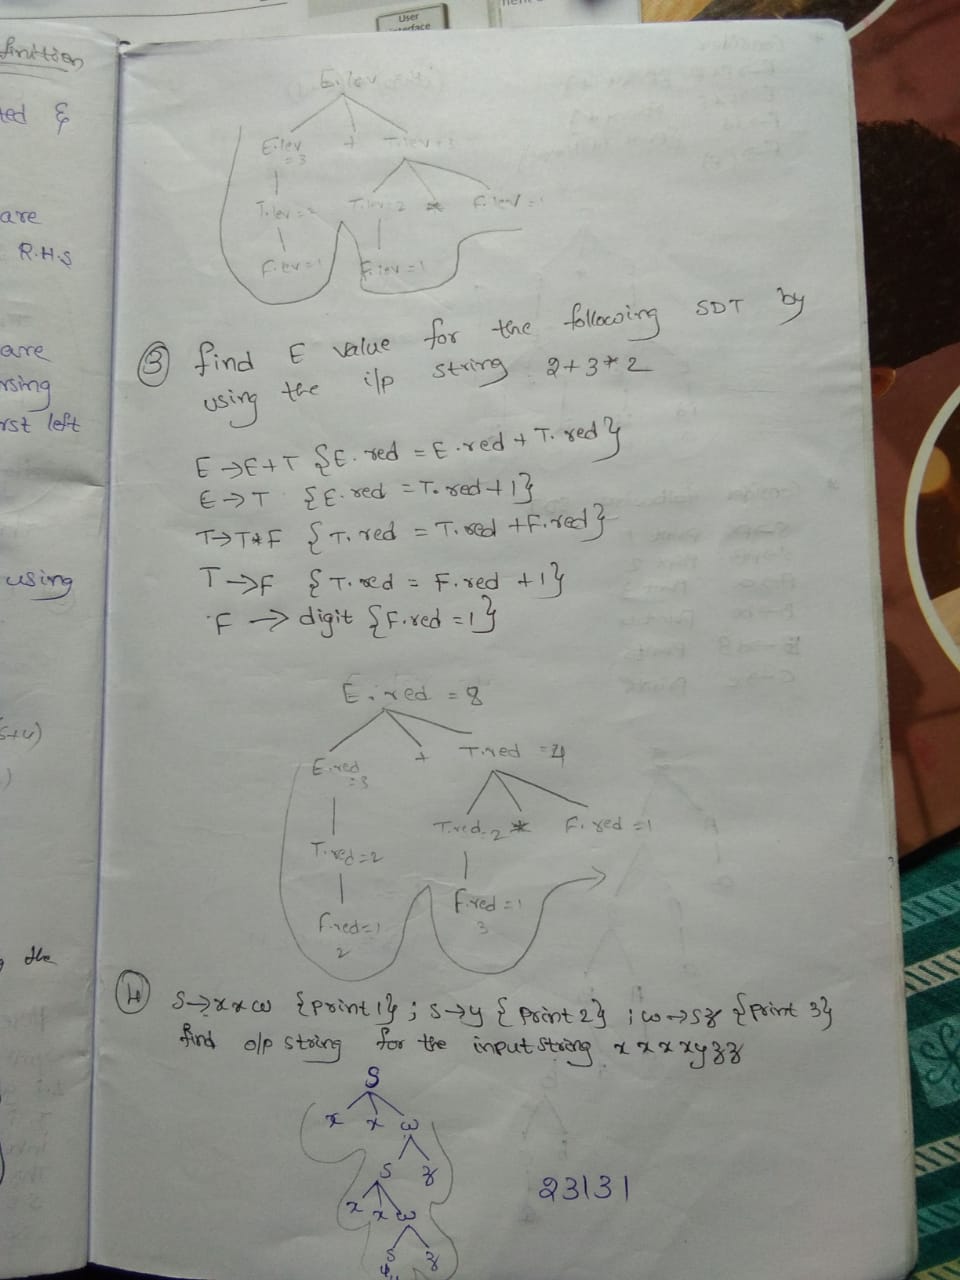 User
interface
finition
ted &
are
R.H.S
are
rsing
rst left
using
(s+4)
)
the
E.lev
E.lev + T.lev = 3
= 3
T.lev = 2 T.lev = 2 * F.lev = 1
F.lev = 1 F.lev = 1
③ find E value for the following SDT by
using the i/p string 2+3*2
E→E+T {E.red = E.red + T.red}
E→T {E.red = T.red+1}
T→T*F {T.red = T.red + F.red}
T→F {T.red = F.red +1}
F → digit {F.red = 1}
E.red = 8
E.red + T.red = 4
= 3
T.red = 2 * F.red = 1
T.red = 2
F.red = 1
3
F.red = 1
2
④ S→xxω {print 1} ; S→y {print 2} ; ω→Sz {print 3}
find o/p string for the input string xxxxyzz
S
x x ω
S z
x x ω
S z
y
23131